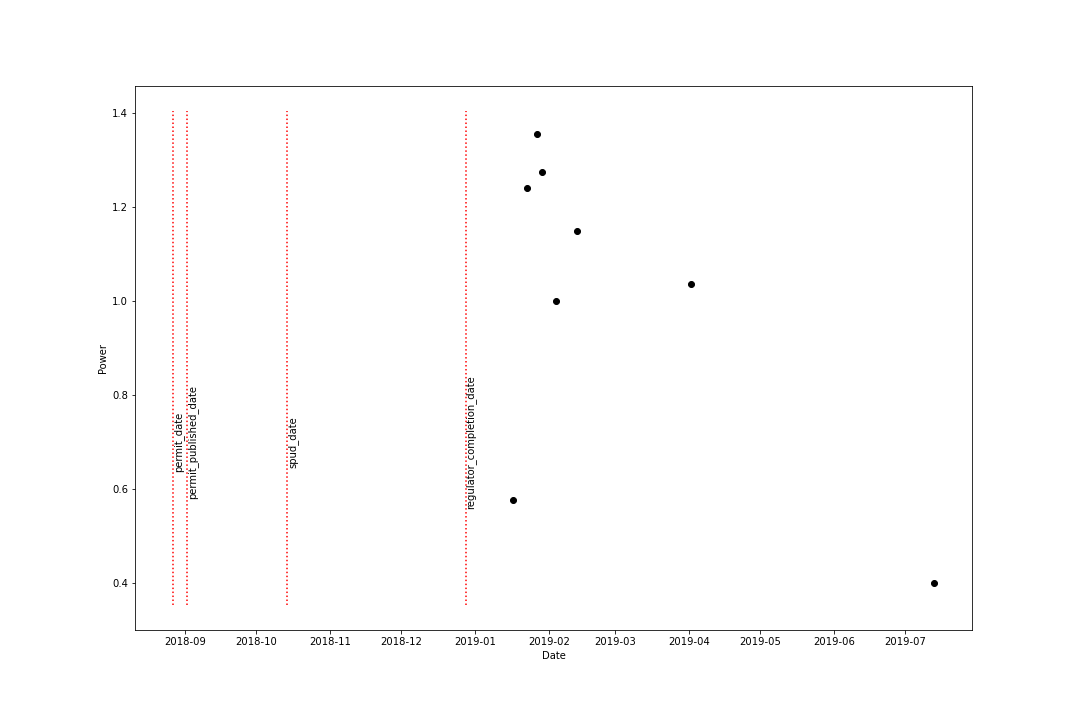 1.4
1.2
1.0
0.8
0.6
0.4
Power
permit_date
permit_published_date
spud_date
regulator_completion_date
2018-09 2018-10 2018-11 2018-12 2019-01 2019-02 2019-03 2019-04 2019-05 2019-06 2019-07
Date